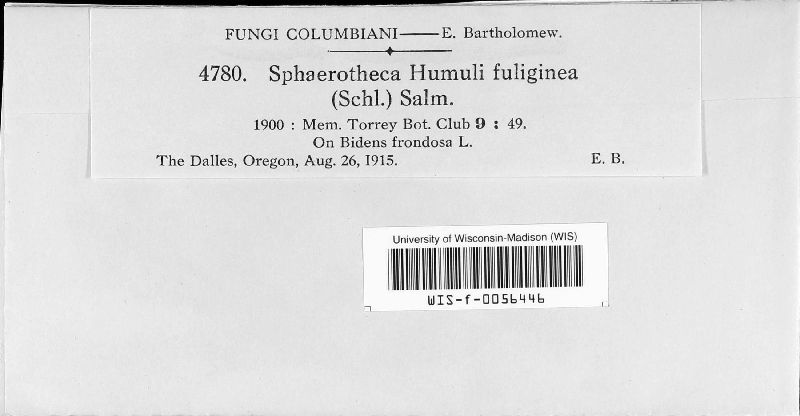 FUNGI COLUMBIANI—E. Bartholomew.
4780. Sphaerotheca Humuli fuliginea
(Schl.) Salm.
1900 : Mem. Torrey Bot. Club 9 : 49.
On Bidens frondosa L.
The Dalles, Oregon, Aug. 26, 1915. E. B.
University of Wisconsin-Madison (WIS)
WIS-f-0056446